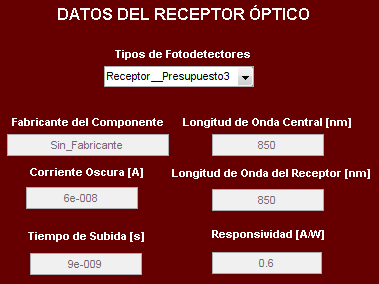 DATOS DEL RECEPTOR ÓPTICO
Tipos de Fotodetectores
Receptor__Presupuesto3
Fabricante del Componente
Sin_Fabricante
Longitud de Onda Central [nm]
850
Corriente Oscura [A]
6e-008
Longitud de Onda del Receptor [nm]
850
Tiempo de Subida [s]
9e-009
Responsividad [A/W]
0.6